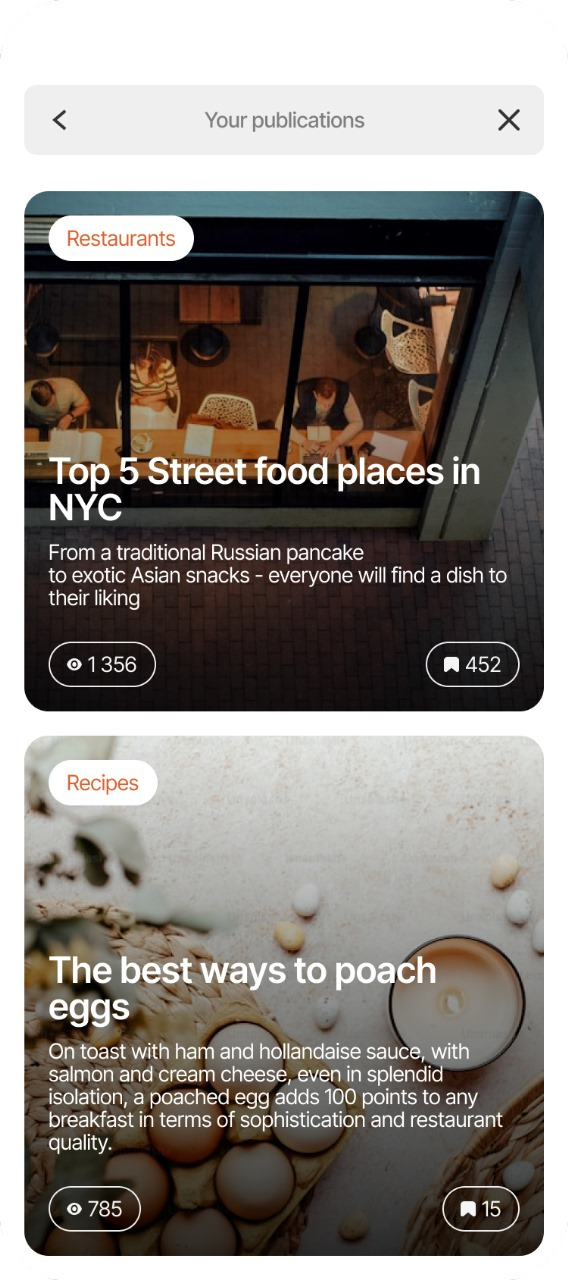 Your publications
Restaurants
Top 5 Street food places in
NYC
From a traditional Russian pancake
to exotic Asian snacks - everyone will find a dish to
their liking
1 356
452
Recipes
The best ways to poach
eggs
On toast with ham and hollandaise sauce, with
salmon and cream cheese, even in splendid
isolation, a poached egg adds 100 points to any
breakfast in terms of sophistication and restaurant
quality.
785
15